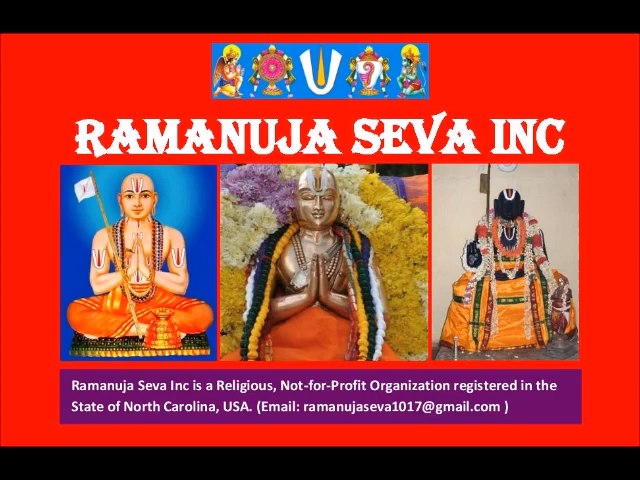 RAMANUJA SEVA INC
Ramanuja Seva Inc is a Religious, Not-for-Profit Organization registered in the
State of North Carolina, USA. (Email: ramanujaseva1017@gmail.com )